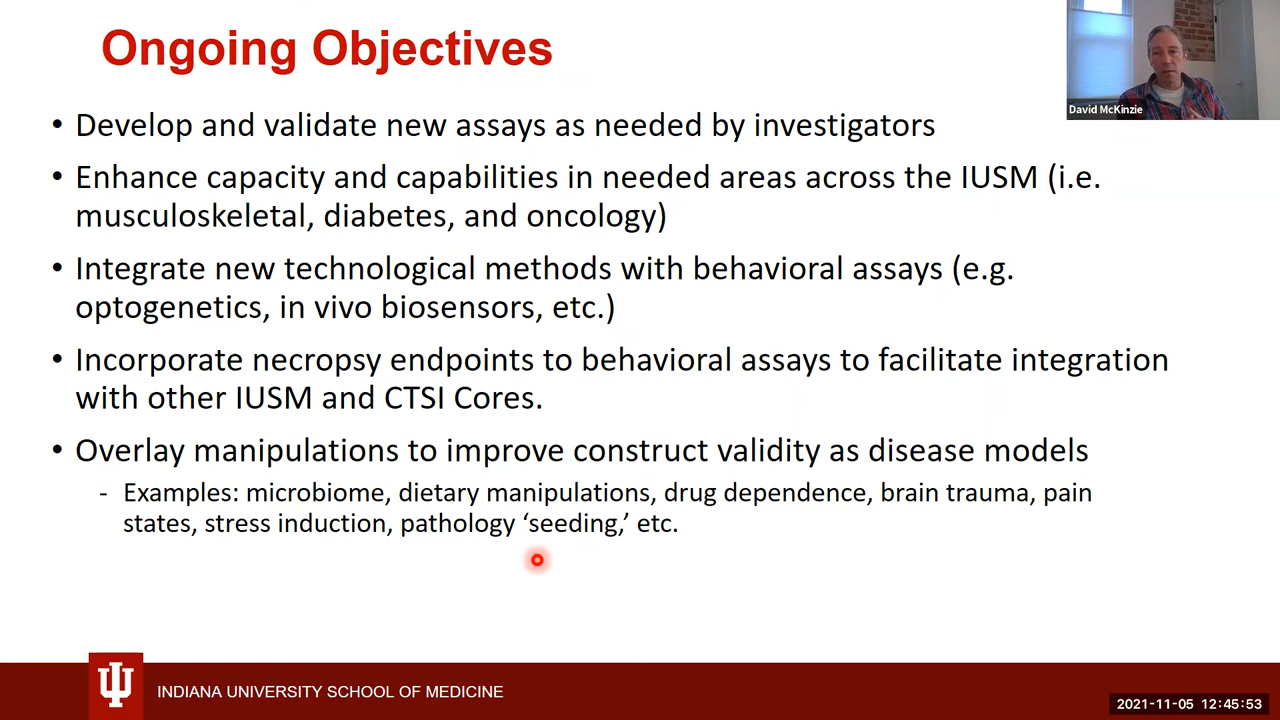 Ongoing Objectives
David McKinzie
• Develop and validate new assays as needed by investigators
• Enhance capacity and capabilities in needed areas across the IUSM (i.e.
musculoskeletal, diabetes, and oncology)
• Integrate new technological methods with behavioral assays (e.g.
optogenetics, in vivo biosensors, etc.)
• Incorporate necropsy endpoints to behavioral assays to facilitate integration
with other IUSM and CTSI Cores.
• Overlay manipulations to improve construct validity as disease models
- Examples: microbiome, dietary manipulations, drug dependence, brain trauma, pain
states, stress induction, pathology ‘seeding,’ etc.
INDIANA UNIVERSITY SCHOOL OF MEDICINE
2021-11-05 12:45:53